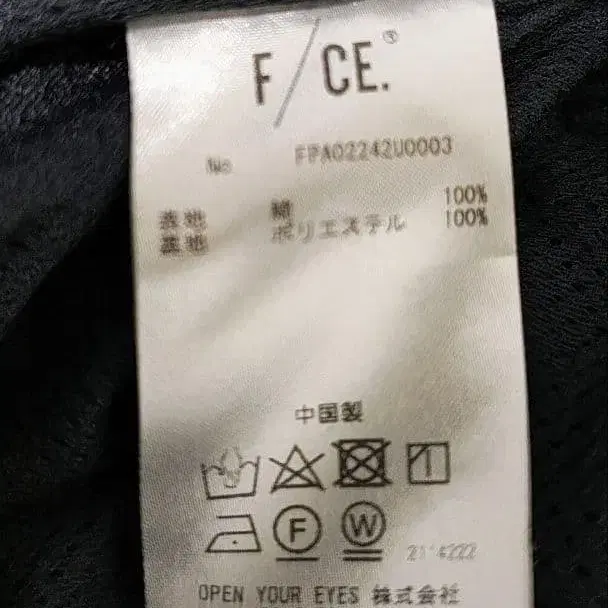 F/CE.®
No FPA02242U0003
表地 綿 100%
裏地 ポリエステル 100%
中国製
F W
OPEN YOUR EYES 株式会社